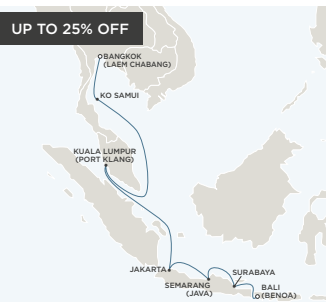 UP TO 25% OFF
BANGKOK
(LAEM CHABANG)
KO SAMUI
KUALA LUMPUR
(PORT KLANG)
JAKARTA
SEMARANG
(JAVA)
SURABAYA
BALI
(BENOA)